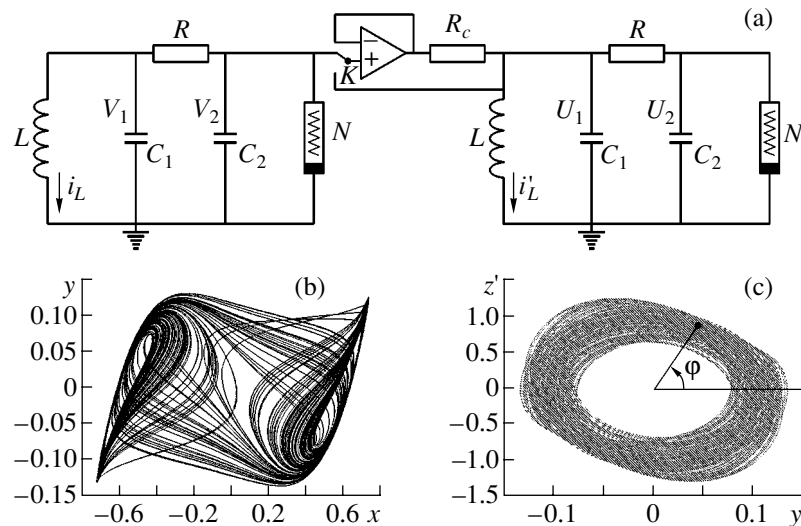 (a)
R
R_c
R
−
+
K
V_1
V_2
N
U_1
U_2
N
L
C_1
C_2
L
C_1
C_2
i_L
i'_L
y
(b)
z'
(c)
0.10
0.05
0
−0.05
−0.10
−0.15
−0.6
−0.2
0.2
0.6
x
1.0
0.5
0
−0.5
−1.0
−1.5
φ
−0.1
0
0.1
y